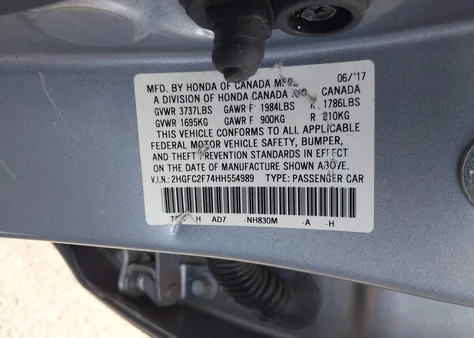 MFD. BY HONDA OF CANADA MFG. 06/'17
A DIVISION OF HONDA CANADA CANADA
GVWR 3737LBS GAWR F 1984LBS R 1786LBS
GVWR 1695KG GAWR F 900KG R 810KG
THIS VEHICLE CONFORMS TO ALL APPLICABLE
FEDERAL MOTOR VEHICLE SAFETY, BUMPER,
AND THEFT PREVENTION STANDARDS IN EFFECT
ON THE DATE OF MANUFACTURE SHOWN ABOVE.
V.I.N.: 2HGFC2F74HH554989 TYPE: PASSENGER CAR
H AD7 NH830M A H